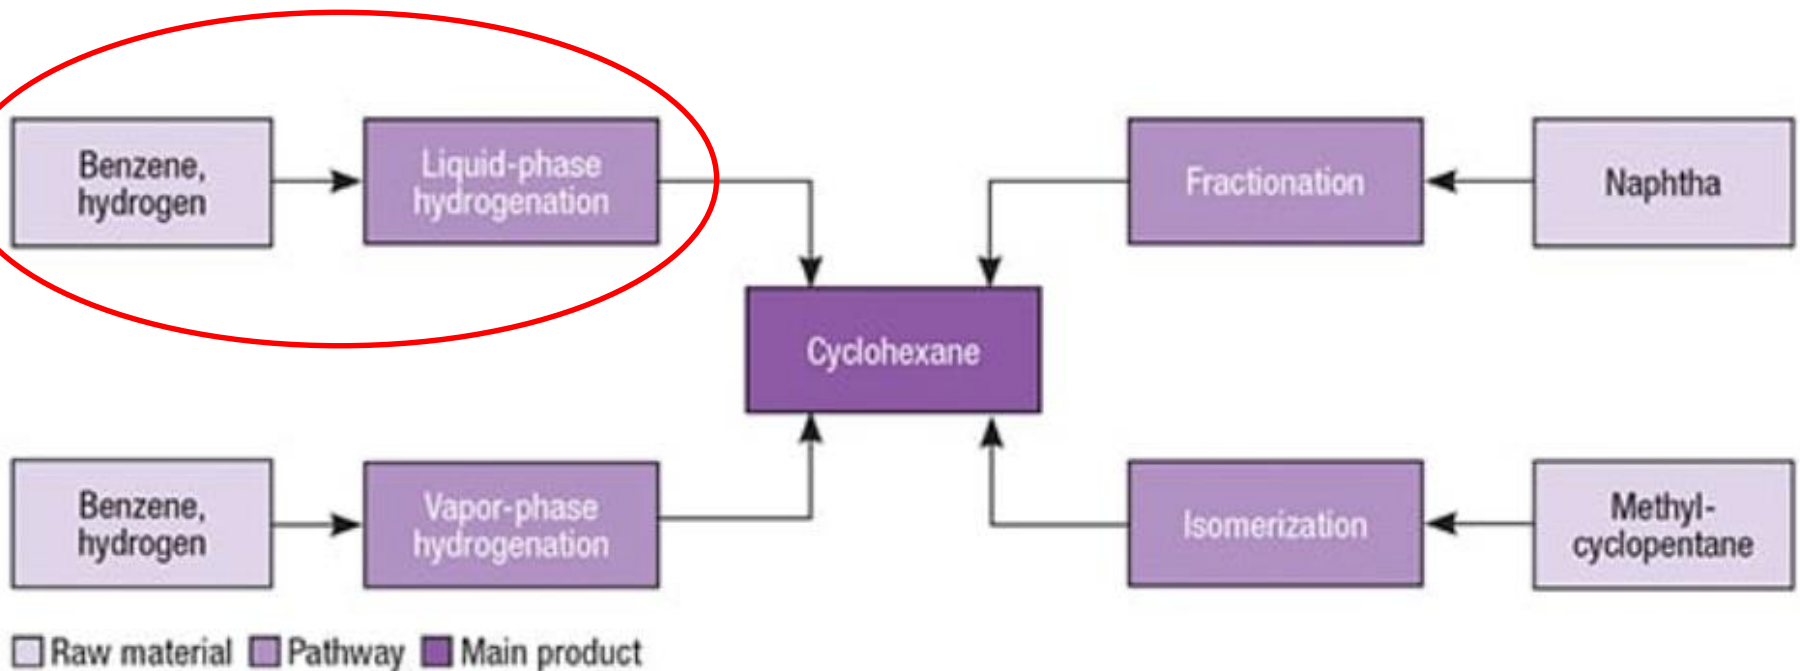 Benzene,
hydrogen
Liquid-phase
hydrogenation
Fractionation
Naphtha
Cyclohexane
Benzene,
hydrogen
Vapor-phase
hydrogenation
Isomerization
Methyl-
cyclopentane
Raw material Pathway Main product